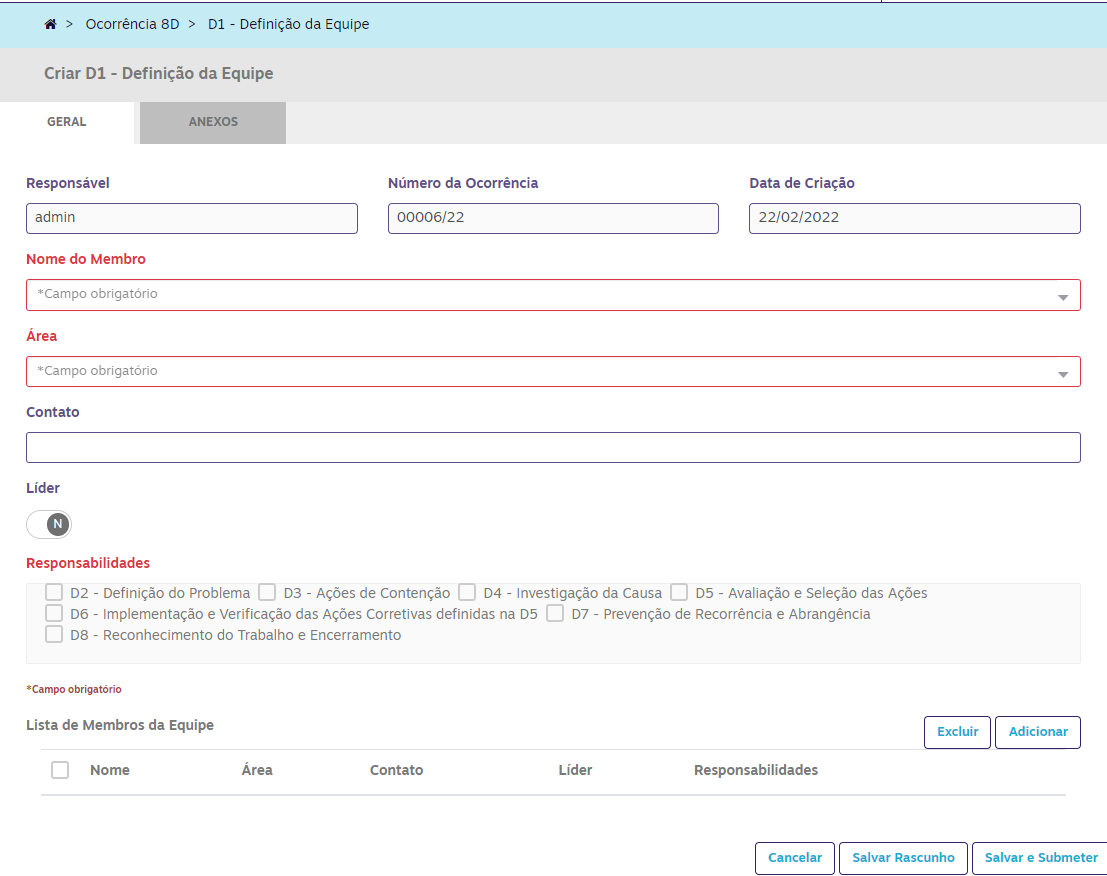 > Ocorrência 8D > D1 - Definição da Equipe
Criar D1 - Definição da Equipe
GERAL ANEXOS
Responsável Número da Ocorrência Data de Criação
admin 00006/22 22/02/2022
Nome do Membro
*Campo obrigatório
Área
*Campo obrigatório
Contato
Líder
N
Responsabilidades
D2 - Definição do Problema D3 - Ações de Contenção D4 - Investigação da Causa D5 - Avaliação e Seleção das Ações
D6 - Implementação e Verificação das Ações Corretivas definidas na D5 D7 - Prevenção de Recorrência e Abrangência
D8 - Reconhecimento do Trabalho e Encerramento
*Campo obrigatório
Lista de Membros da Equipe Excluir Adicionar
Nome Área Contato Líder Responsabilidades
Cancelar Salvar Rascunho Salvar e Submeter